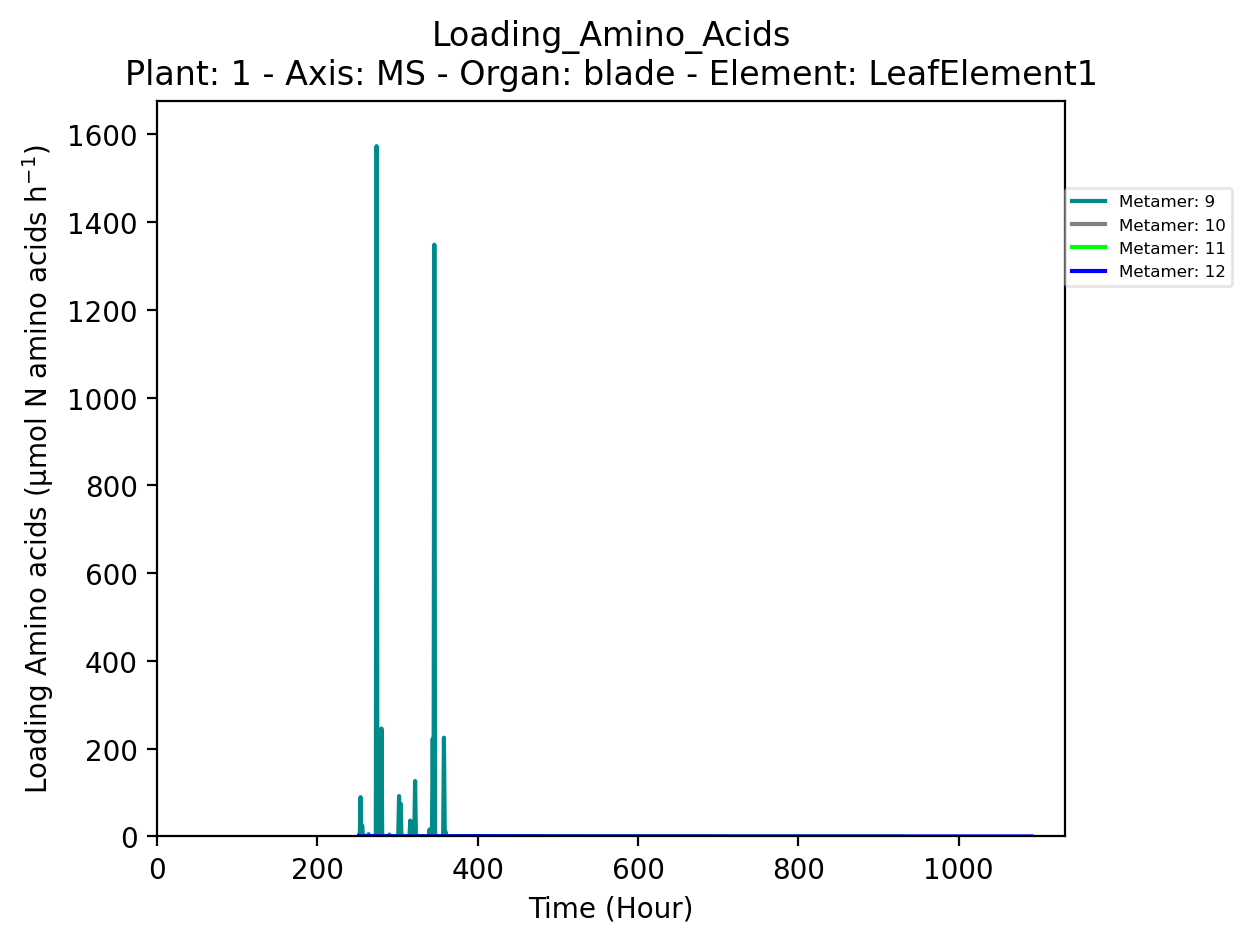 Loading_Amino_Acids
Plant: 1 - Axis: MS - Organ: blade - Element: LeafElement1
Loading Amino acids (µmol N amino acids h⁻¹)
1600
1400
1200
1000
800
600
400
200
0
0 200 400 600 800 1000
Time (Hour)
Metamer: 9
Metamer: 10
Metamer: 11
Metamer: 12